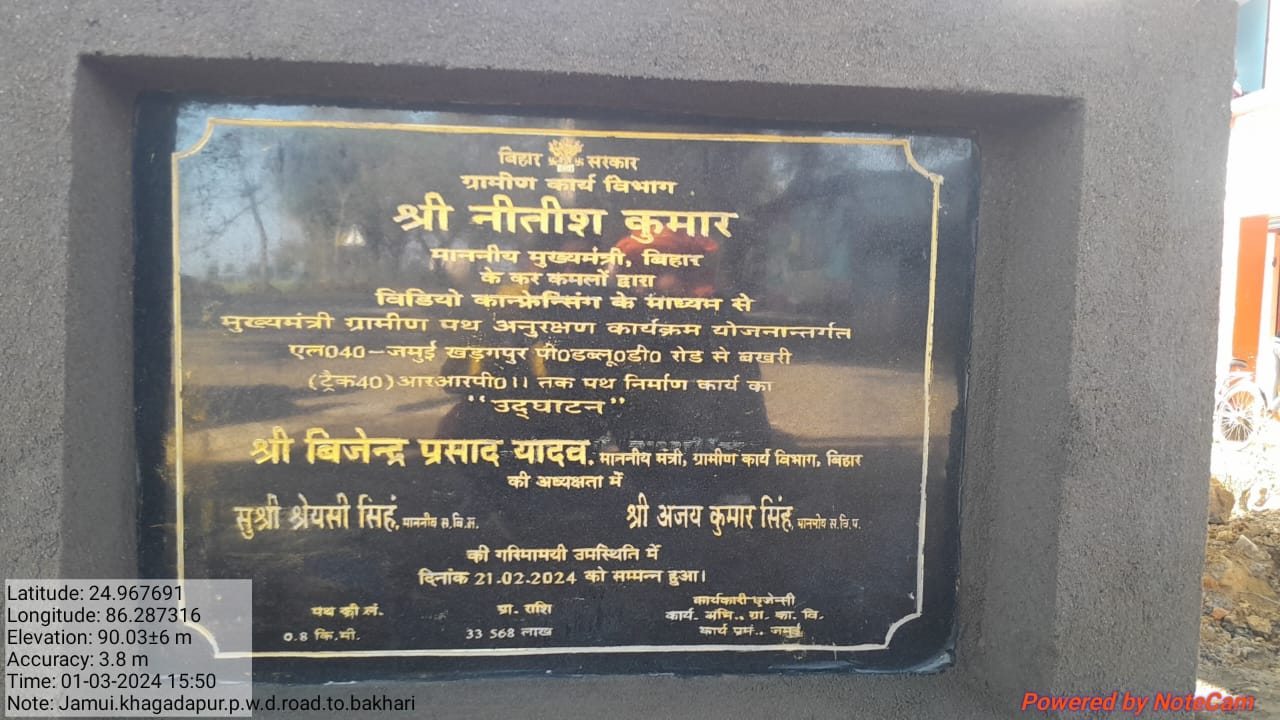 बिहार सरकार
ग्रामीण कार्य विभाग
श्री नीतीश कुमार
माननीय मुख्यमंत्री, बिहार
के कर कमलों द्वारा
विडियो कान्फ्रेन्सिंग के माध्यम से
मुख्यमंत्री ग्रामीण पथ अनुरक्षण कार्यक्रम योजनान्तर्गत
एल040-जमुई खड़गपुर पी0डब्लू0डी0 रोड से बखरी
(ट्रैक40)आरआरपी0।। तक पथ निर्माण कार्य का
"उद्घाटन"
श्री बिजेन्द्र प्रसाद यादव, माननीय मंत्री, ग्रामीण कार्य विभाग, बिहार
की अध्यक्षता में
सुश्री श्रेयसी सिहं, माननीय स.वि.स. श्री अजय कुमार सिंह, माननीय स.वि.प.
की गरिमामयी उपस्थिति में
दिनांक 21.02.2024 को सम्मन्न हुआ।
पथ की लं. प्रा. राशि कार्यकारी एजेन्सी
0.8 कि.मी. 33 568 लाख कार्य. अभि., ग्रा. का. वि.
कार्य प्रमं., जमुई
Latitude: 24.967691
Longitude: 86.287316
Elevation: 90.03±6 m
Accuracy: 3.8 m
Time: 01-03-2024 15:50
Note: Jamui.khagadapur.p.w.d.road.to.bakhari
Powered by NoteCam